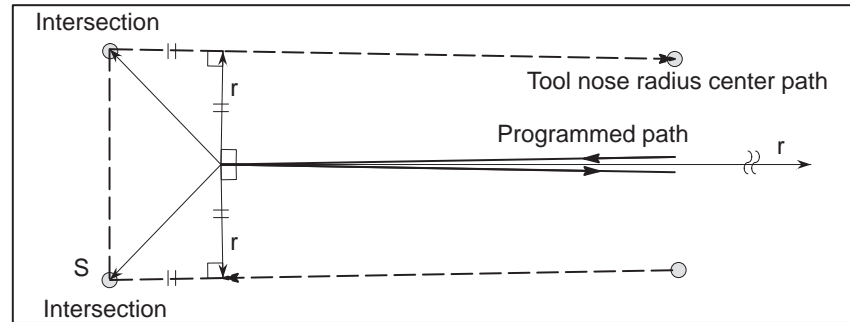 Intersection
Tool nose radius center path
r
Programmed path
r
r
S
Intersection